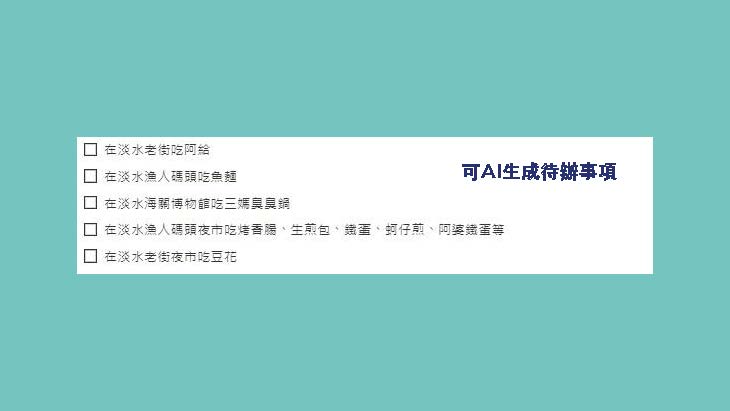 在淡水老街吃阿給
在淡水漁人碼頭吃魚麵
可AI生成待辦事項
在淡水海關博物館吃三媽臭臭鍋
在淡水漁人碼頭夜市吃烤香腸、生煎包、鐵蛋、蚵仔煎、阿婆鐵蛋等
在淡水老街夜市吃豆花